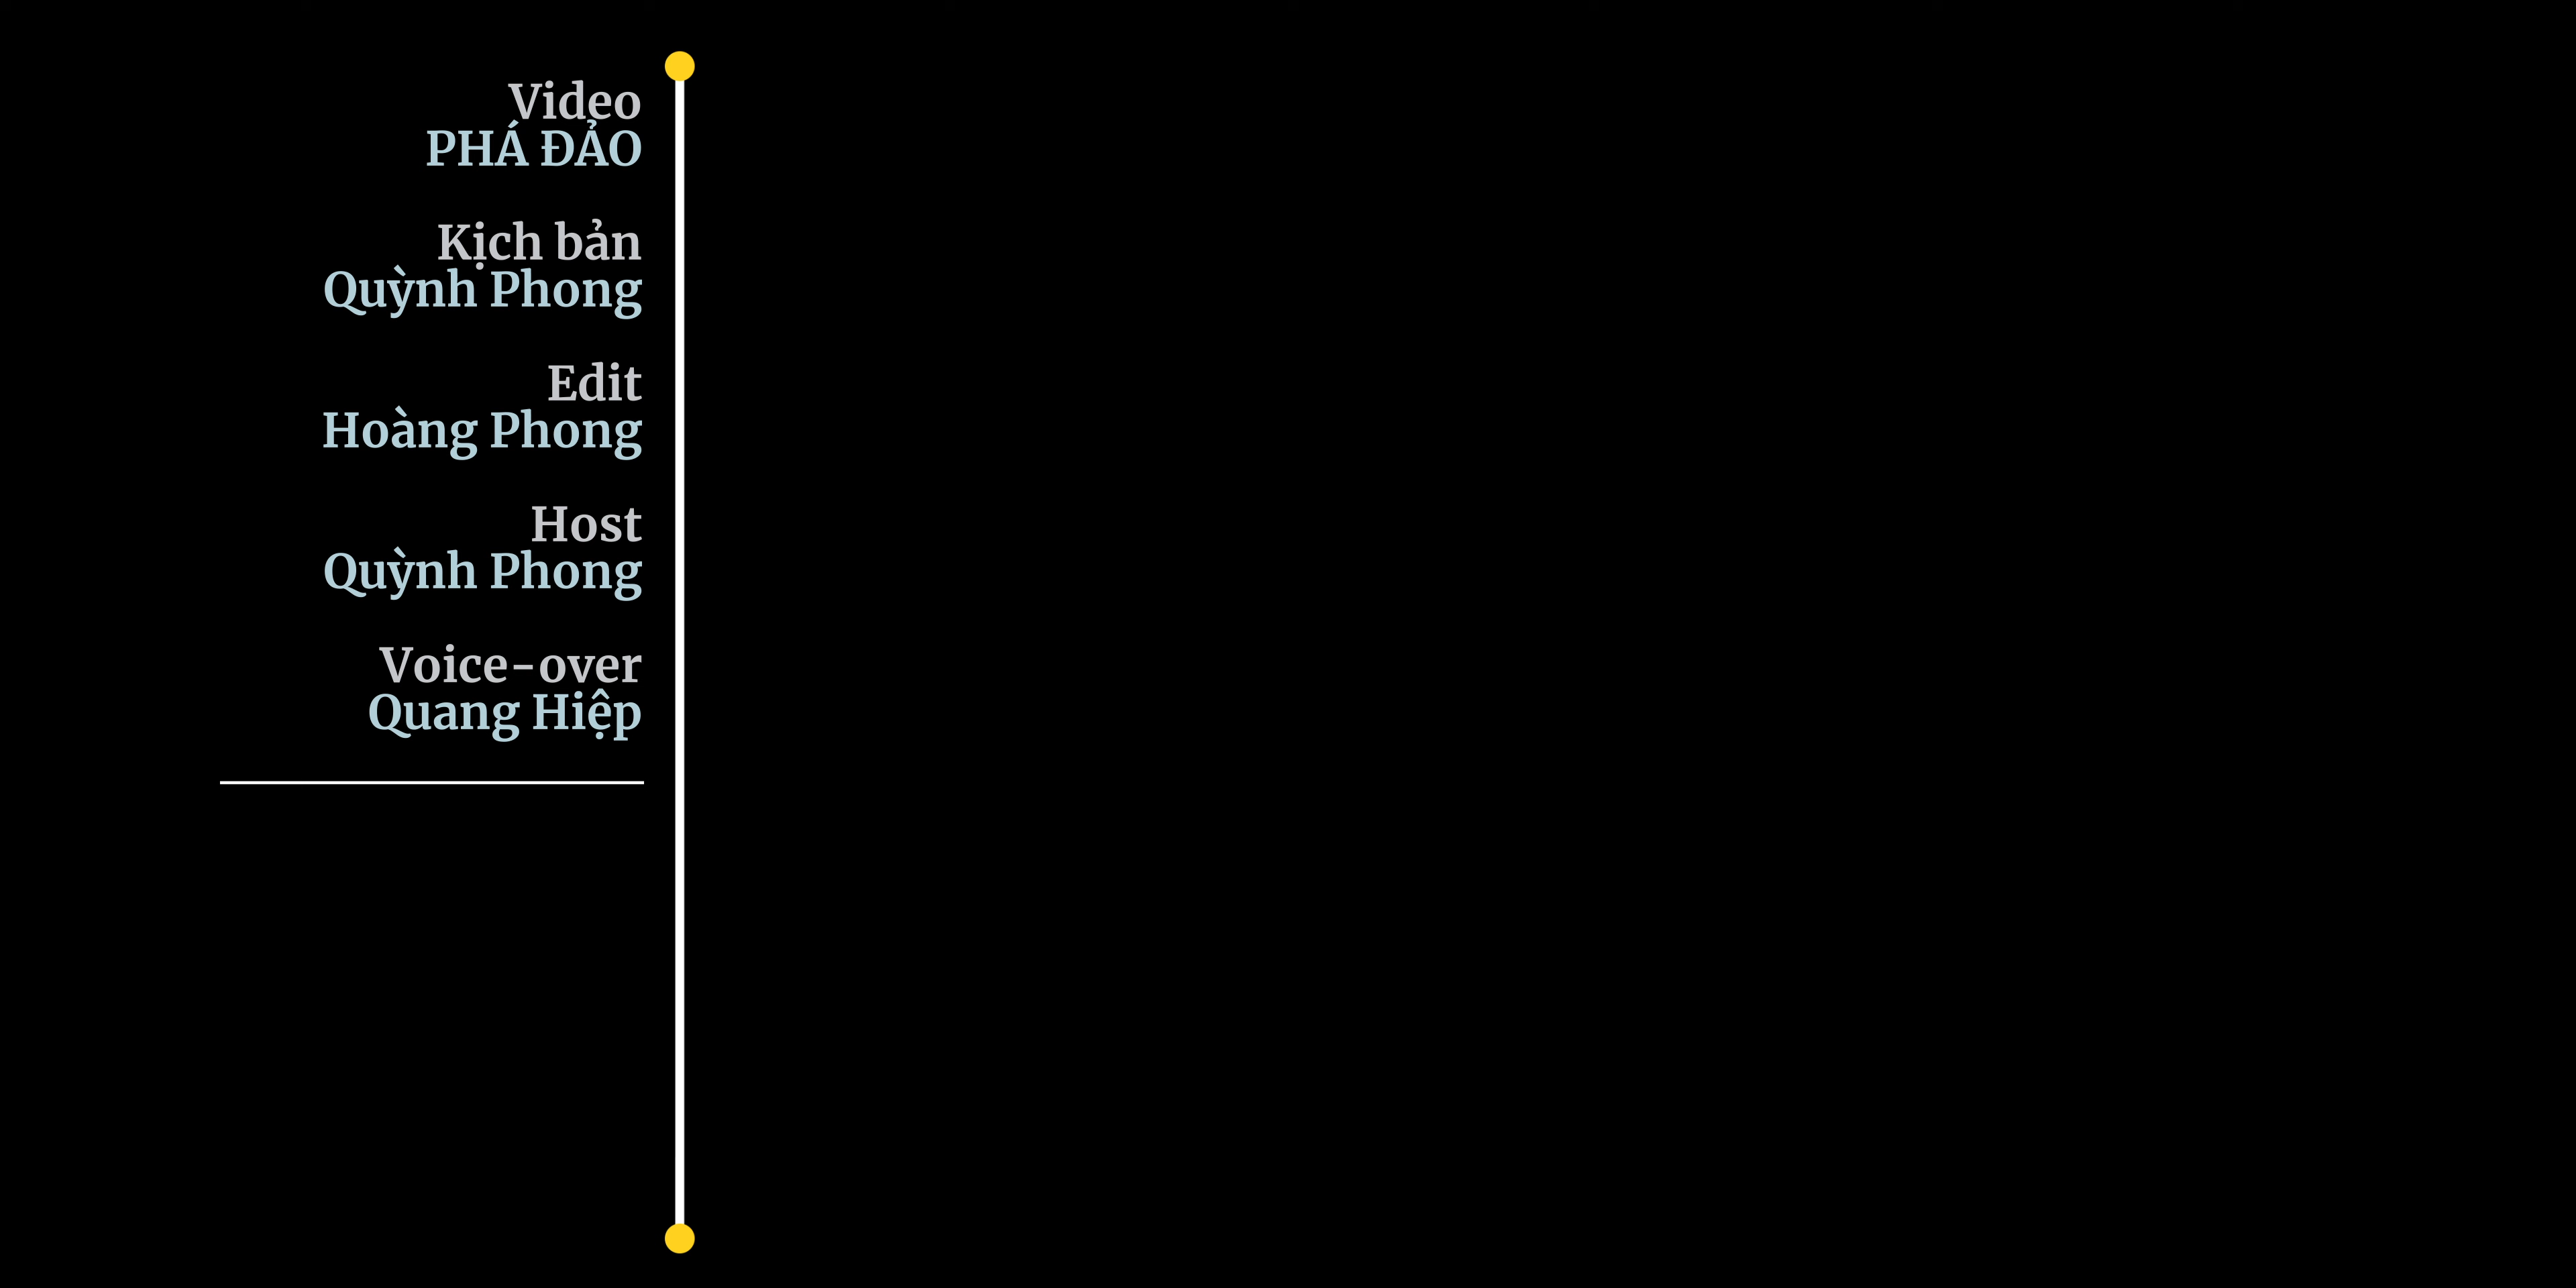 Video
PHÁ ĐẢO
Kịch bản
Quỳnh Phong
Edit
Hoàng Phong
Host
Quỳnh Phong
Voice-over
Quang Hiệp